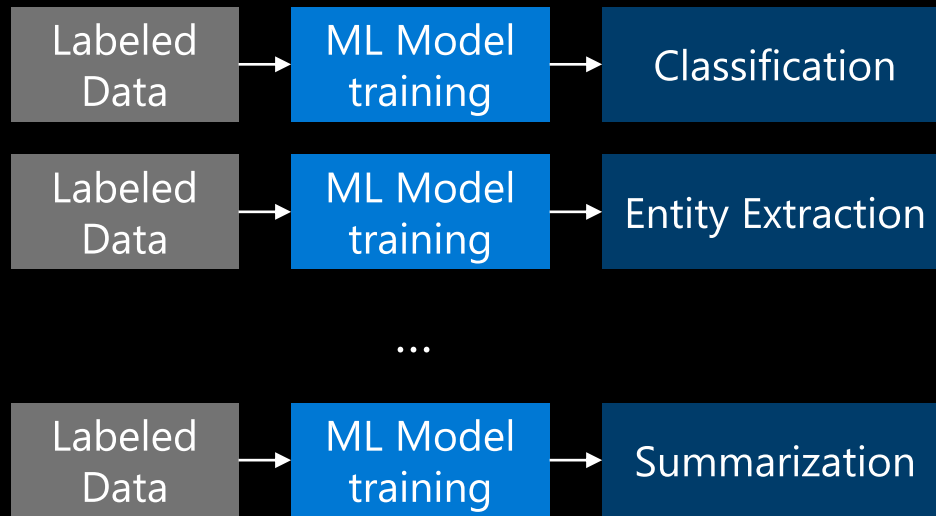 Labeled
Data
ML Model
training
Classification
Labeled
Data
ML Model
training
Entity Extraction
...
Labeled
Data
ML Model
training
Summarization